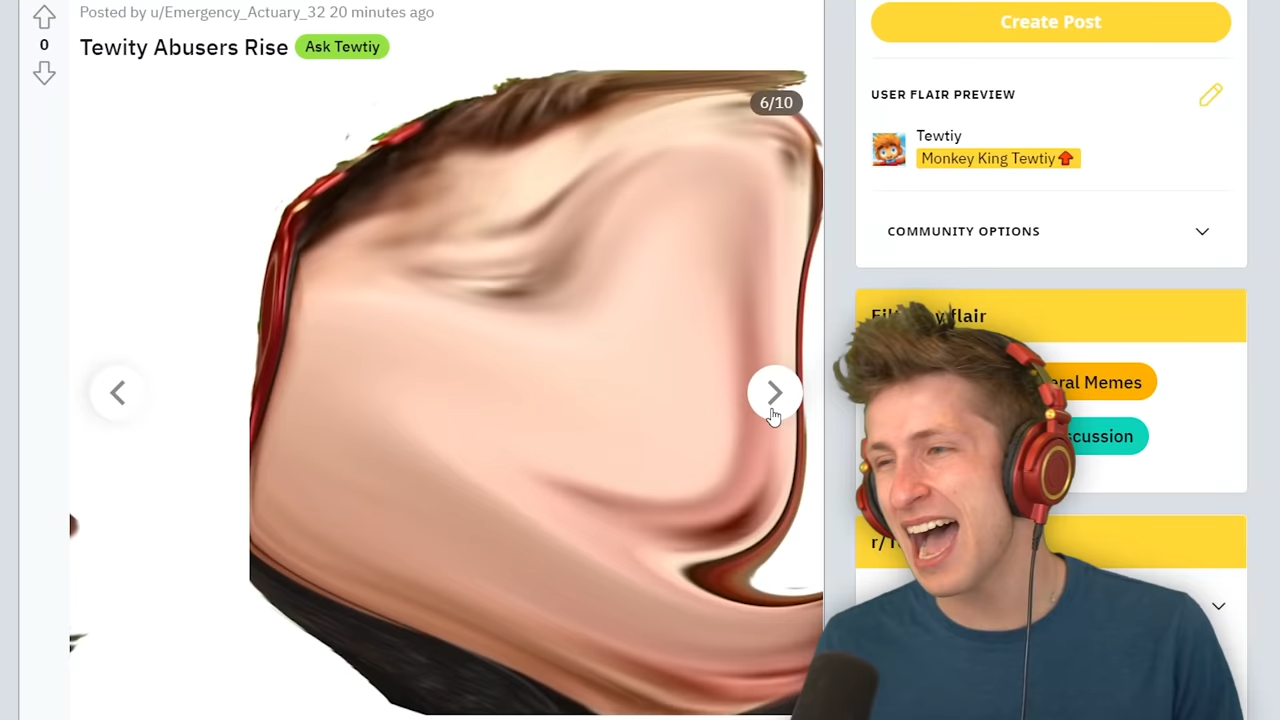 Posted by u/Emergency_Actuary_32 20 minutes ago
0
Tewity Abusers Rise Ask Tewtiy
6/10
Create Post
USER FLAIR PREVIEW
Tewtiy
Monkey King Tewtiy
COMMUNITY OPTIONS
flair
eral Memes
scussion
r/